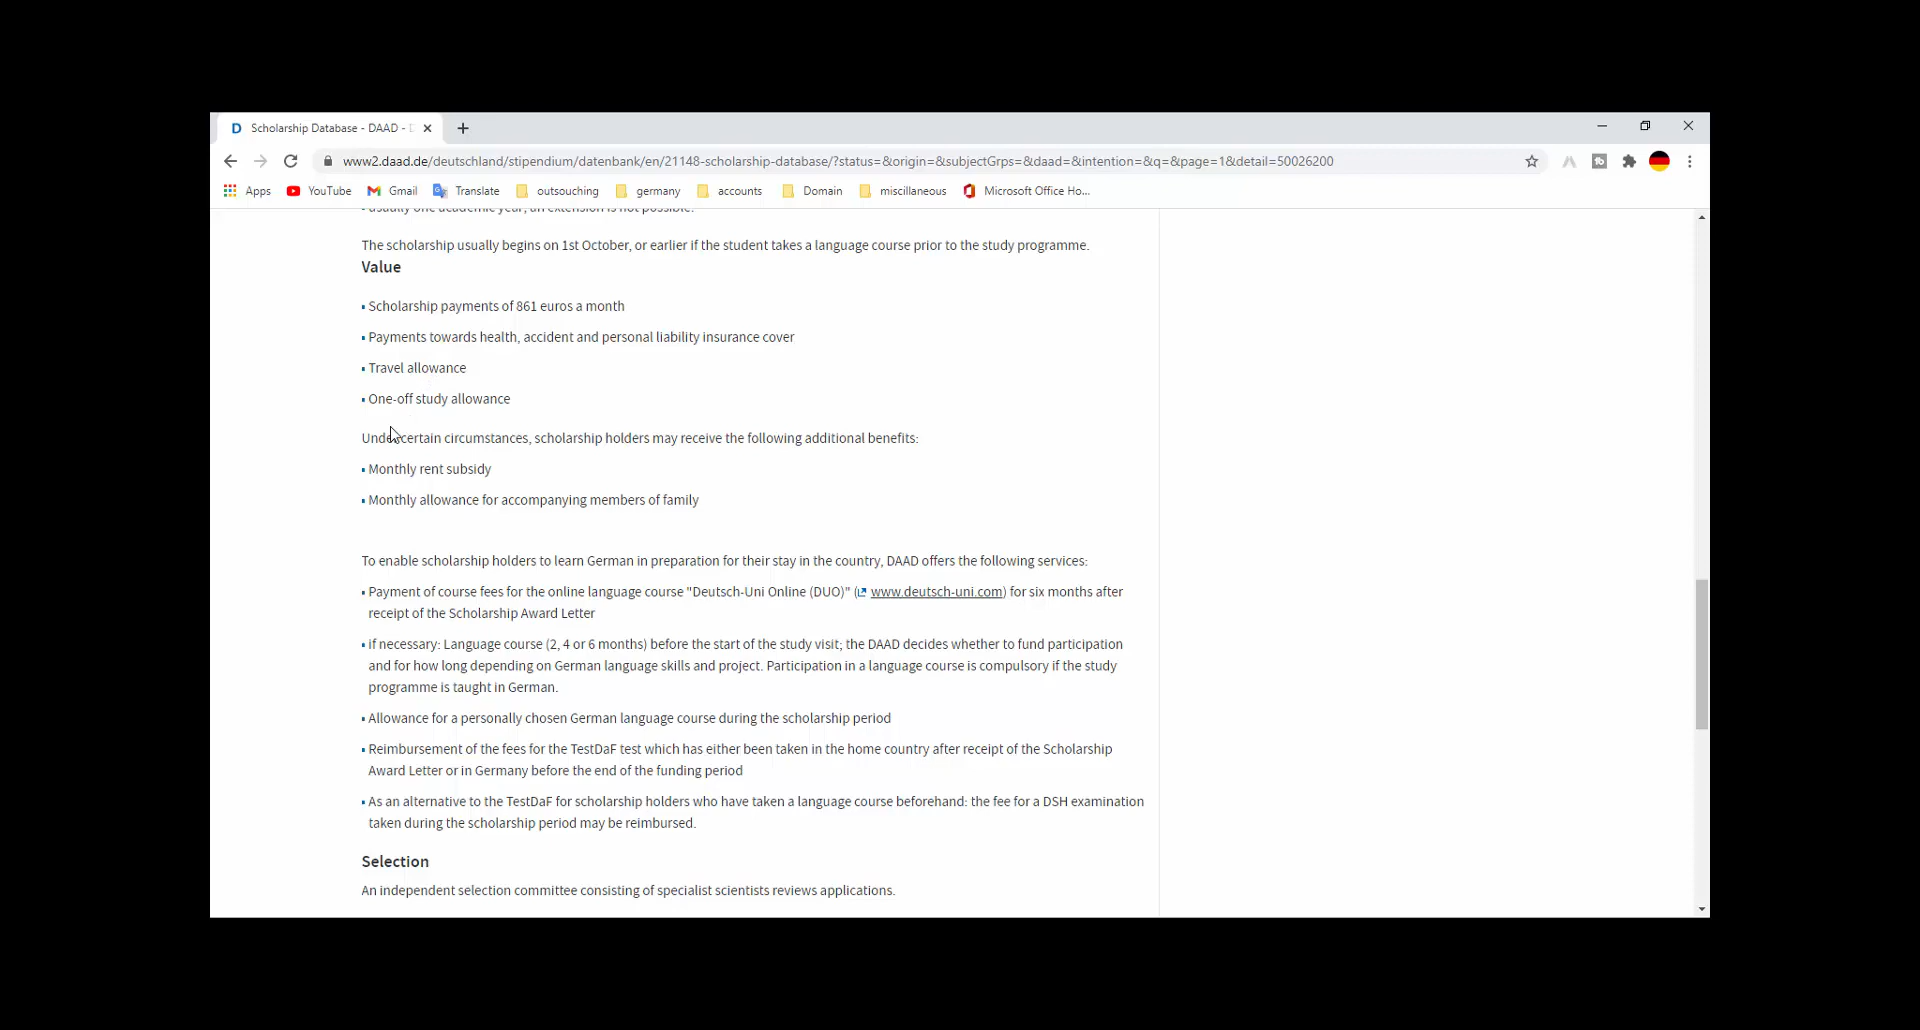 Scholarship Database - DAAD -
www2.daad.de/deutschland/stipendium/datenbank/en/21148-scholarship-database/?status=&origin=&subjectGrps=&daad=&intention=&q=&page=1&detail=50026200
Apps YouTube Gmail Translate outsouching germany accounts Domain miscillaneous Microsoft Office Ho...
usually one academic year; an extension is not possible.
The scholarship usually begins on 1st October, or earlier if the student takes a language course prior to the study programme.
Value
Scholarship payments of 861 euros a month
Payments towards health, accident and personal liability insurance cover
Travel allowance
One-off study allowance
Under certain circumstances, scholarship holders may receive the following additional benefits:
Monthly rent subsidy
Monthly allowance for accompanying members of family
To enable scholarship holders to learn German in preparation for their stay in the country, DAAD offers the following services:
Payment of course fees for the online language course "Deutsch-Uni Online (DUO)" (www.deutsch-uni.com) for six months after
receipt of the Scholarship Award Letter
if necessary: Language course (2, 4 or 6 months) before the start of the study visit; the DAAD decides whether to fund participation
and for how long depending on German language skills and project. Participation in a language course is compulsory if the study
programme is taught in German.
Allowance for a personally chosen German language course during the scholarship period
Reimbursement of the fees for the TestDaF test which has either been taken in the home country after receipt of the Scholarship
Award Letter or in Germany before the end of the funding period
As an alternative to the TestDaF for scholarship holders who have taken a language course beforehand: the fee for a DSH examination
taken during the scholarship period may be reimbursed.
Selection
An independent selection committee consisting of specialist scientists reviews applications.